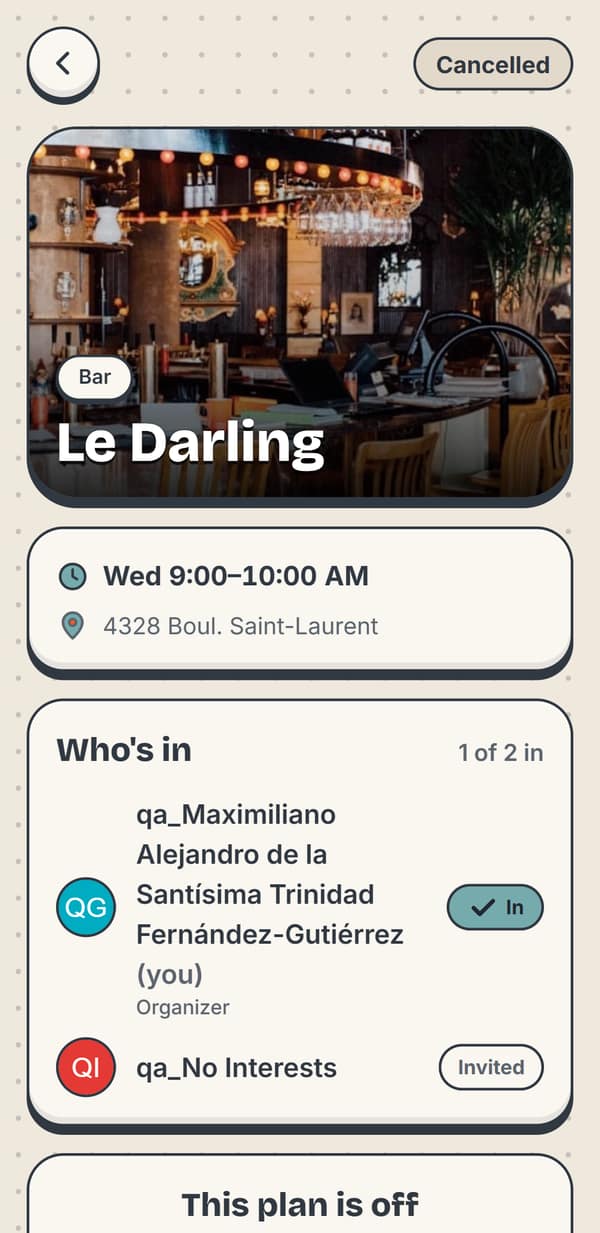 Cancelled
Bar
Le Darling
Wed 9:00–10:00 AM
4328 Boul. Saint-Laurent
Who's in
1 of 2 in
qa_Maximiliano
Alejandro de la
Santísima Trinidad
Fernández-Gutiérrez
(you)
Organizer
QG
In
QI
qa_No Interests
Invited
This plan is off